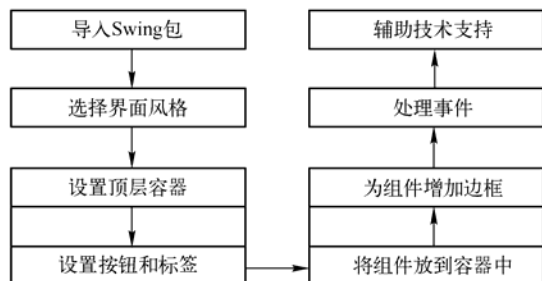 导入Swing包
选择界面风格
设置顶层容器
设置按钮和标签
将组件放到容器中
为组件增加边框
处理事件
辅助技术支持